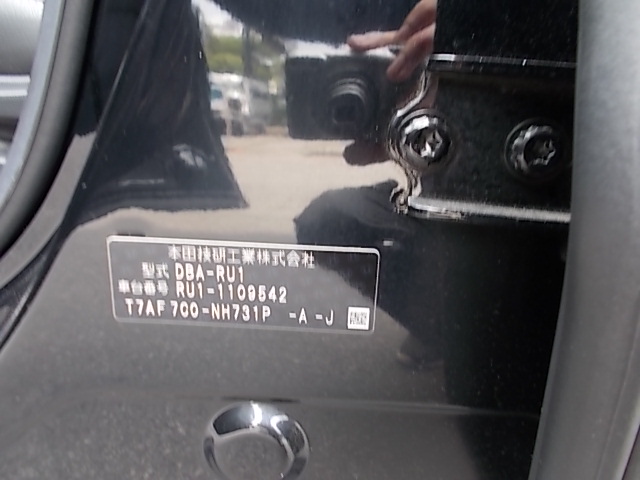 本田技研工業株式会社
型式 DBA-RU1
車台番号 RU1-1109542
T7AF 700-NH731P -A-J